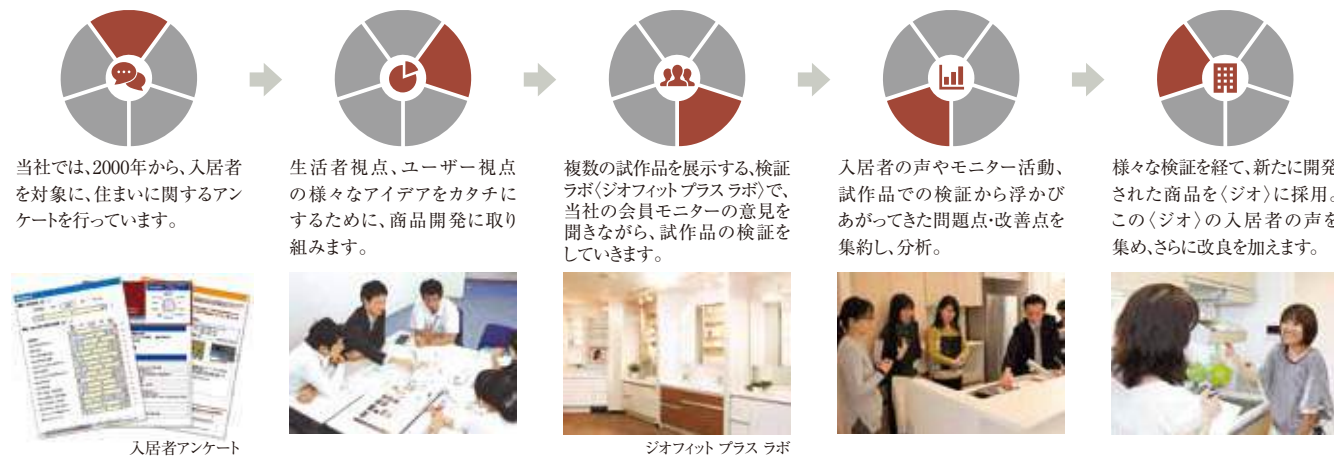 当社では、2000年から、入居者
を対象に、住まいに関するアン
ケートを行っています。
入居者アンケート
生活者視点、ユーザー視点
の様々なアイデアをカタチに
するために、商品開発に取り
組みます。
複数の試作品を展示する、検証
ラボ〈ジオフィット プラス ラボ〉で、
当社の会員モニターの意見を
聞きながら、試作品の検証を
していきます。
ジオフィット プラス ラボ
入居者の声やモニター活動、
試作品での検証から浮かび
あがってきた問題点・改善点を
集約し、分析。
様々な検証を経て、新たに開発
された商品を〈ジオ〉に採用。
この〈ジオ〉の入居者の声を
集め、さらに改良を加えます。